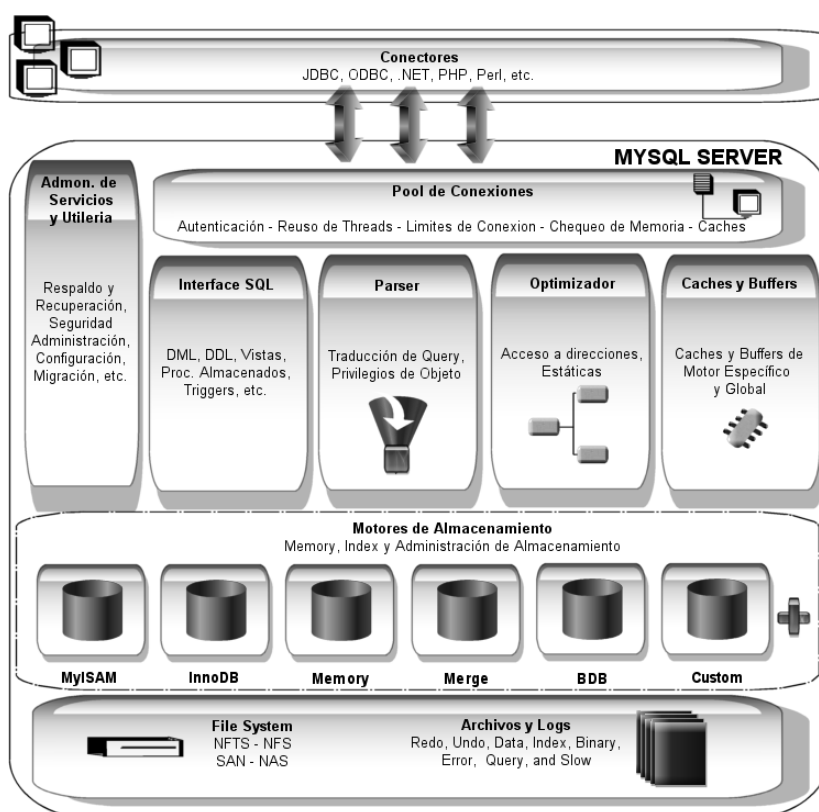 Conectores
JDBC, ODBC, .NET, PHP, Perl, etc.
MYSQL SERVER
Admon. de
Servicios
y Utileria
Respaldo y
Recuperación,
Seguridad
Administración,
Configuración,
Migración, etc.
Pool de Conexiones
Autenticación - Reuso de Threads - Limites de Conexion - Chequeo de Memoria - Caches
Interface SQL
DML, DDL, Vistas,
Proc. Almacenados,
Triggers, etc.
Parser
Traducción de Query,
Privilegios de Objeto
Optimizador
Acceso a direcciones,
Estáticas
Caches y Buffers
Caches y Buffers de
Motor Específico
y Global
Motores de Almacenamiento
Memory, Index y Administración de Almacenamiento
MyISAM
InnoDB
Memory
Merge
BDB
Custom
File System
NFTS - NFS
SAN - NAS
Archivos y Logs
Redo, Undo, Data, Index, Binary,
Error, Query, and Slow